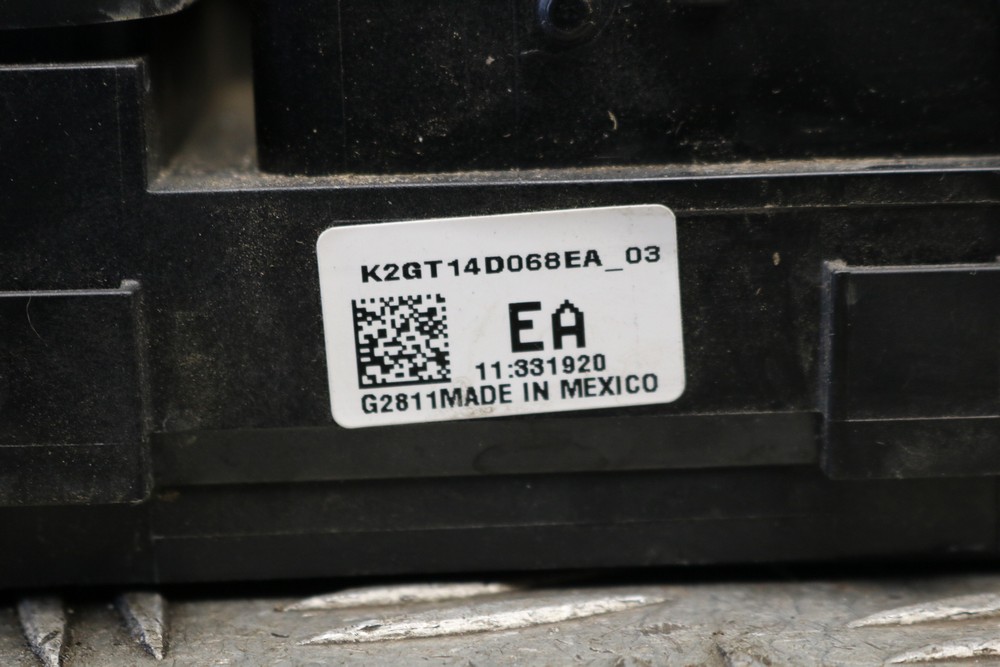 K2GT14D068EA_03
EA
11:331920
G2811MADE IN MEXICO